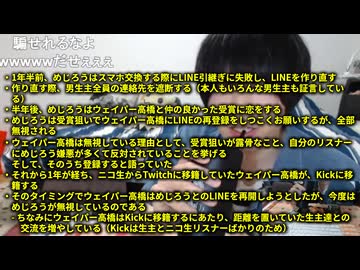 騙せれるなよ
wwwwwだせぇぇぇ
・1年半前、めじろうはスマホ交換する際にLINE引継ぎに失敗し、LINEを作り直す
・作り直す際、男生主全員の連絡先を遮断する（本人もいろんな男生主も証言してい
る）
・半年後、めじろうはウェイバー高橋と仲の良かった受賞に恋をする
・めじろうは受賞狙いでウェイバー高橋にLINEの再登録をしつこくお願いするが、全部
無視される
・ウェイバー高橋は無視している理由として、受賞狙いが露骨なこと、自分のリスナー
にめじろう嫌悪が多くて反対されていることを挙げる
そして、そのうち登録すると語っていた
・それから1年が経ち、ニコ生からTwitchに移籍していたウェイバー高橋が、Kickに移
籍する
・そのタイミングでウェイバー高橋はめじろうとのLINEを再開しようとしたが、今度は
めじろうが無視しているのである
・ちなみにウェイバー高橋はKickに移籍するにあたり、距離を置いていた生主達との
交流を増やしている（Kickは生主とニコ生リスナーばかりのため）